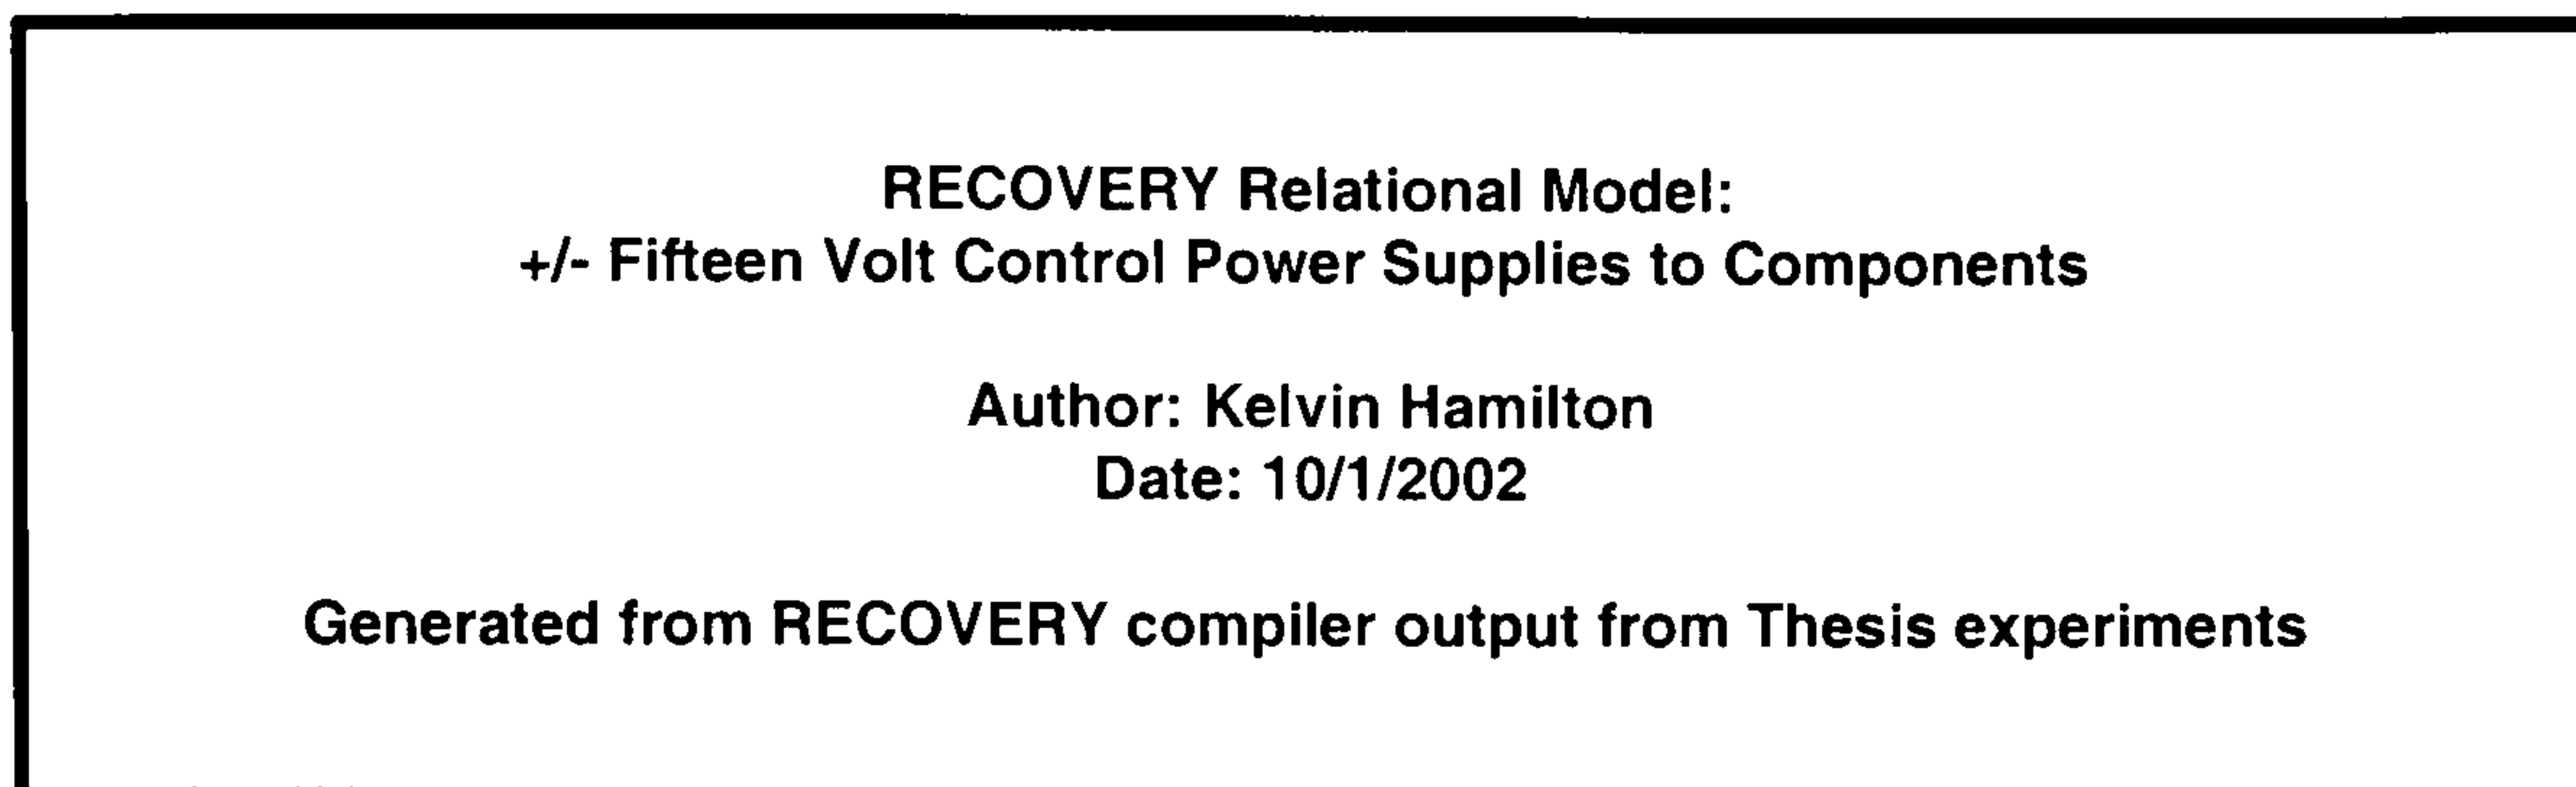 RECOVERY Relational Model:
+/- Fifteen Volt Control Power Supplies to Components
Author: Kelvin Hamilton
Date: 10/1/2002
Generated from RECOVERY compiler output from Thesis experiments